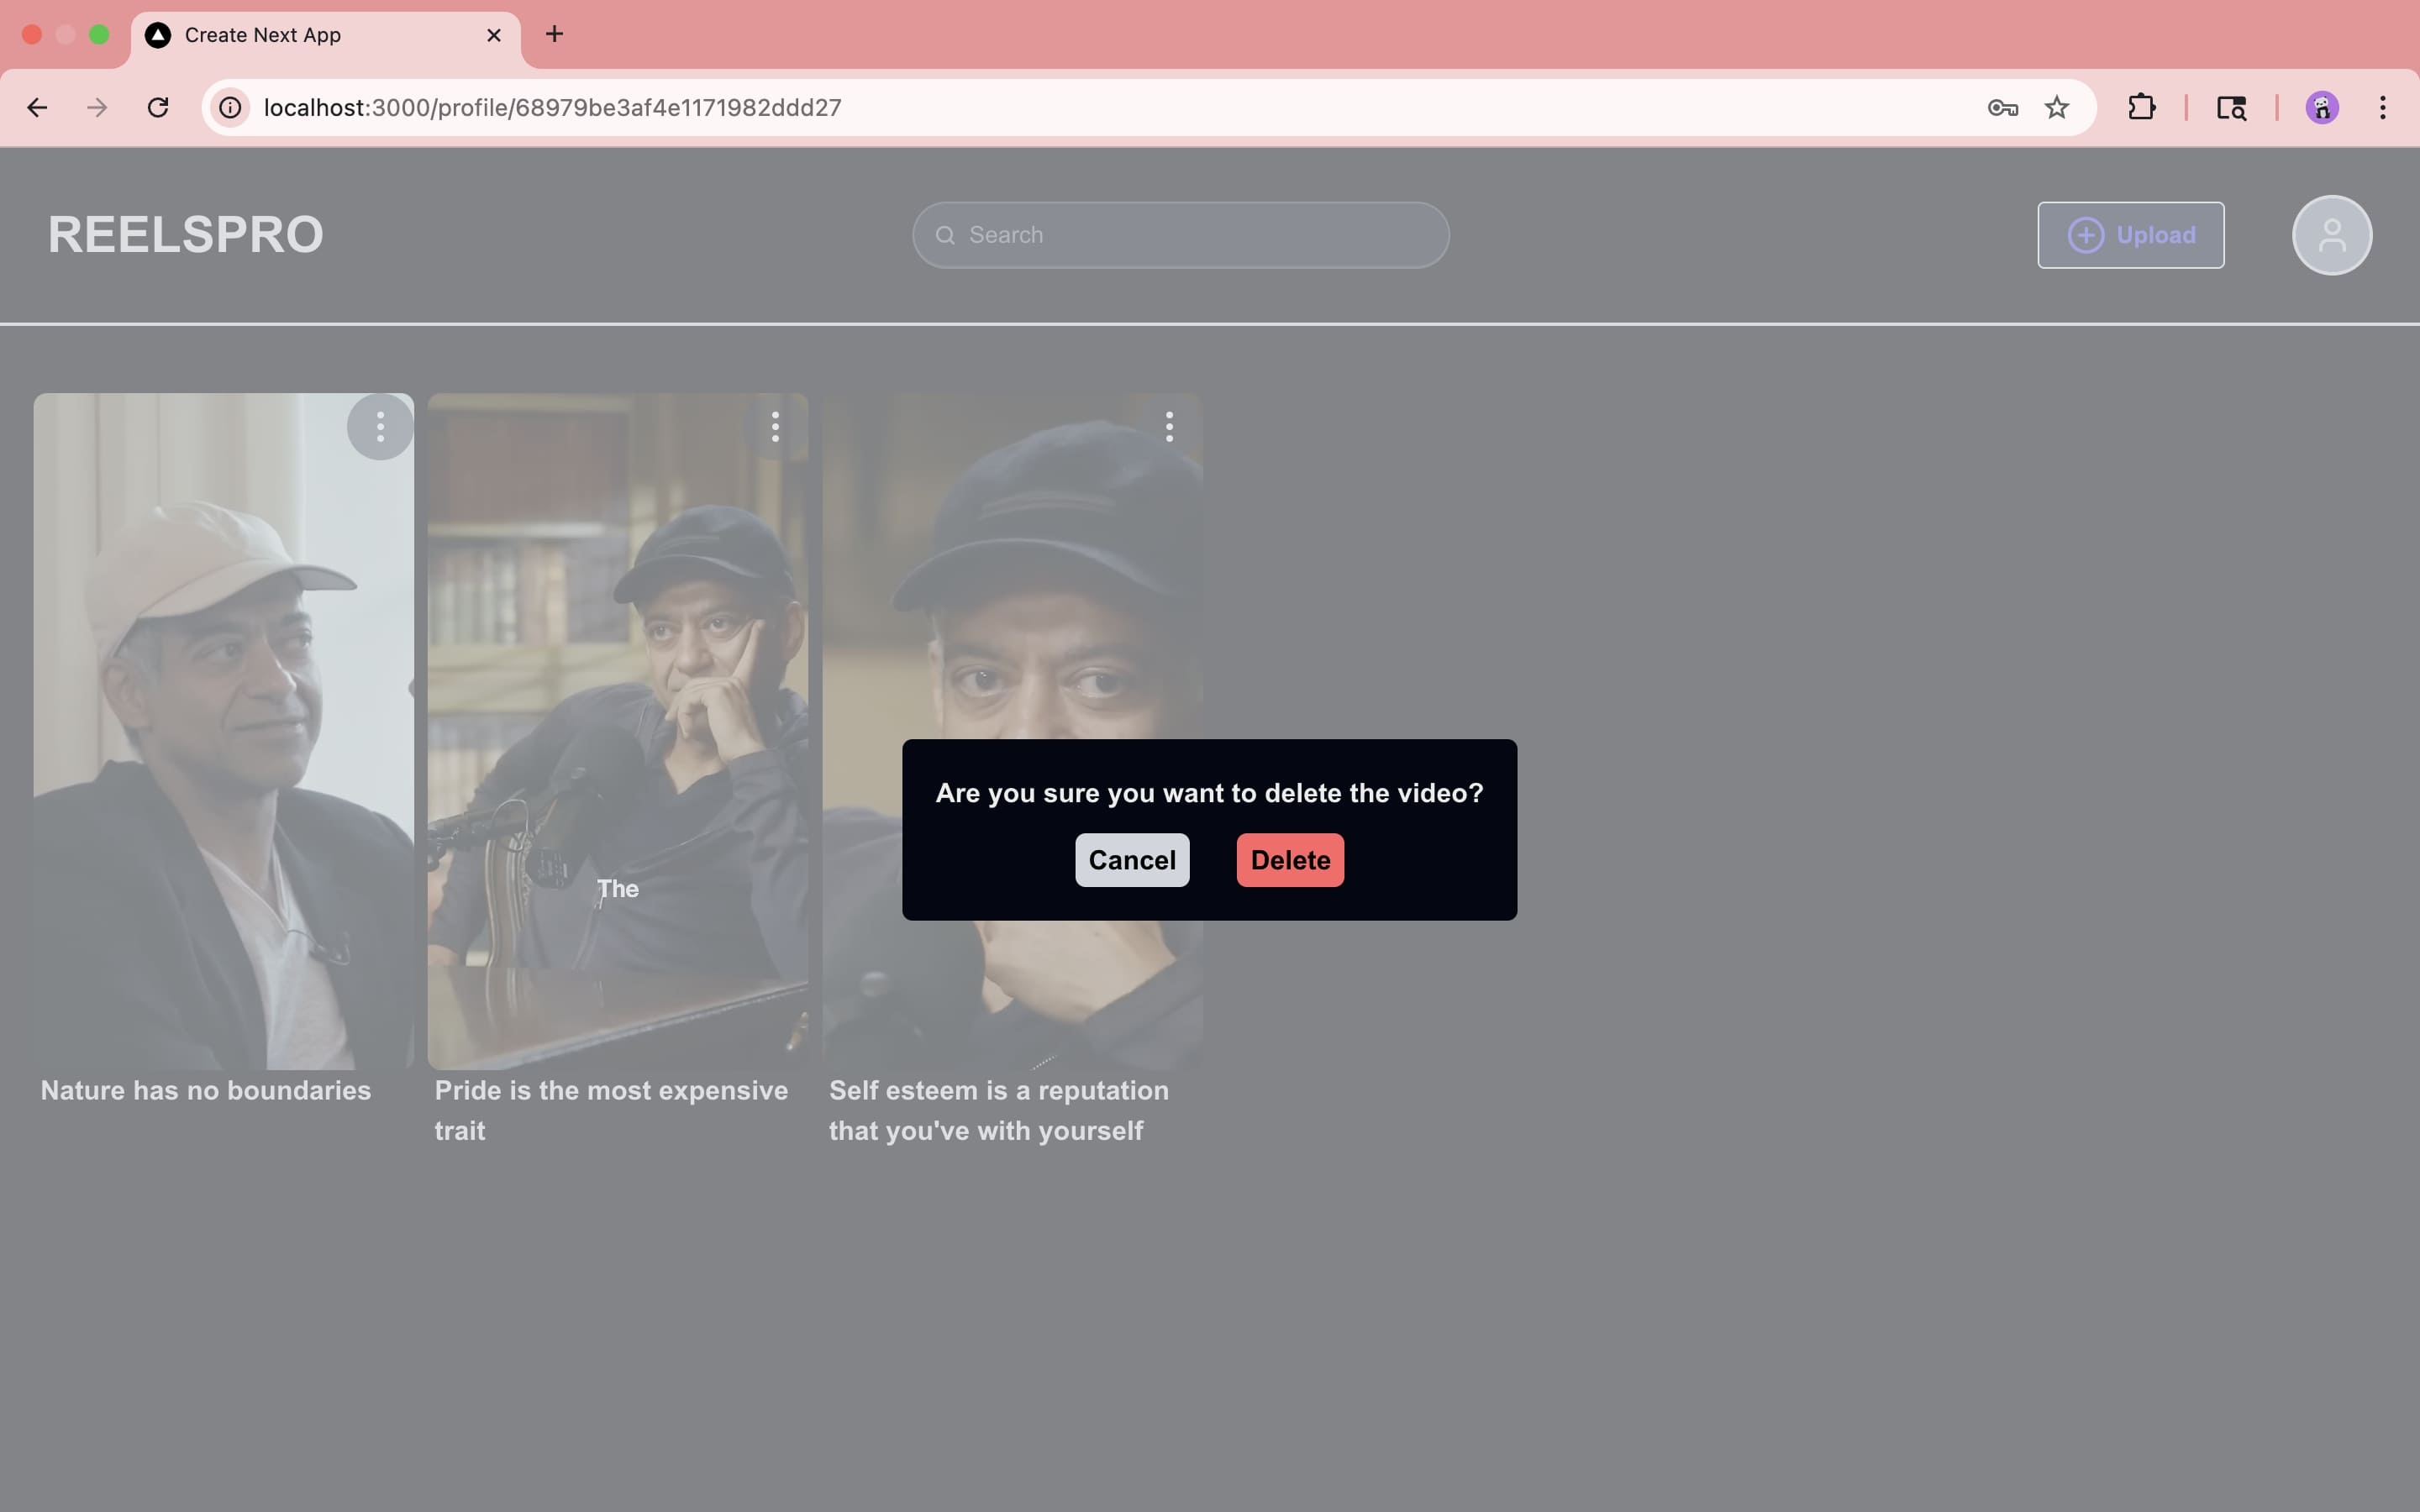 Create Next App
localhost:3000/profile/68979be3af4e1171982ddd27
REELSPRO
Search
Upload
Are you sure you want to delete the video?
Cancel
Delete
The
Nature has no boundaries
Pride is the most expensive
trait
Self esteem is a reputation
that you've with yourself